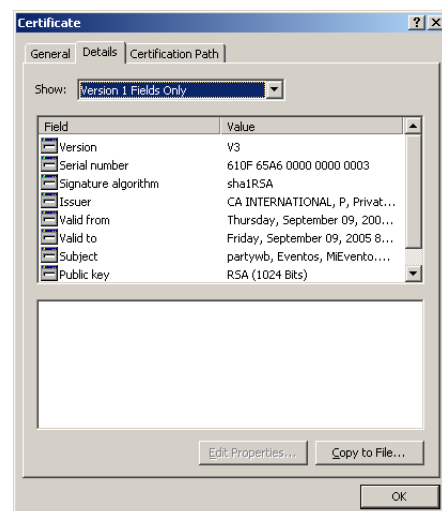 Certificate
General Details Certification Path
Show: Version 1 Fields Only
Field Value
Version V3
Serial number 610F 65A6 0000 0000 0003
Signature algorithm sha1RSA
Issuer CA INTERNATIONAL, P, Privat...
Valid from Thursday, September 09, 200...
Valid to Friday, September 09, 2005 8...
Subject partywb, Eventos, MiEvento....
Public key RSA (1024 Bits)
Edit Properties... Copy to File...
OK